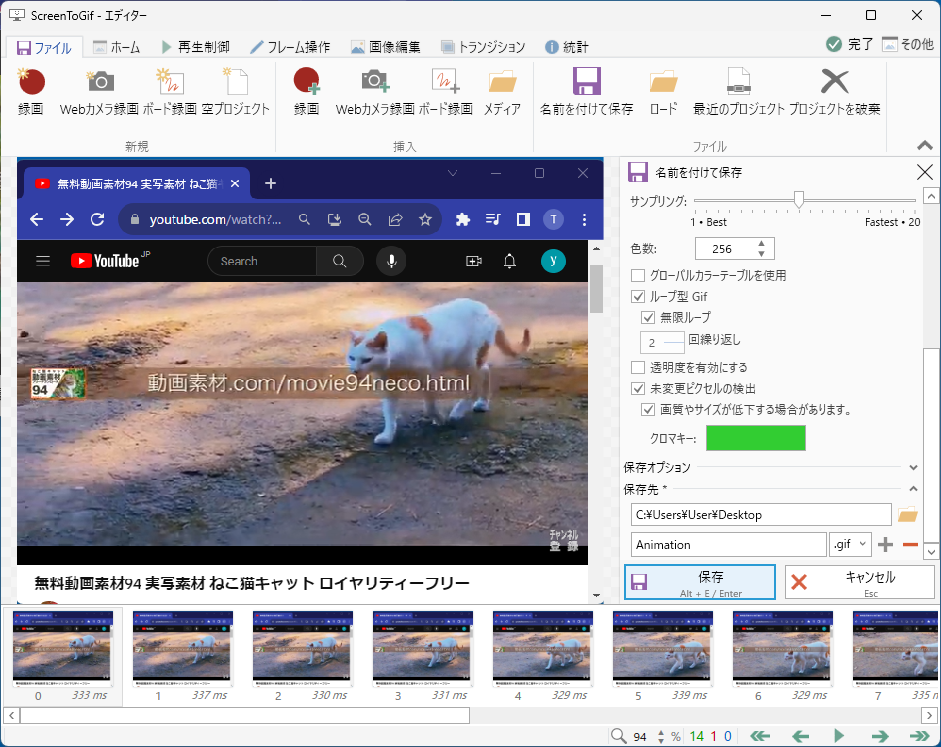 ScreenToGif - エディター
ファイル ホーム 再生制御 フレーム操作 画像編集 トランジション 統計 完了 その他
録画 Webカメラ録画 ボード録画 空プロジェクト 録画 Webカメラ録画 ボード録画 メディア 名前を付けて保存 ロード 最近のプロジェクト プロジェクトを破棄
新規 挿入 ファイル
無料動画素材94 実写素材 ねこ猫
youtube.com/watch?...
T
YouTube JP
Search
y
ねこ猫キャット
動画素材
94
動画素材.com/movie94neco.html
チャンネル
登録
無料動画素材94 実写素材 ねこ猫キャット ロイヤリティーフリー
名前を付けて保存
サンプリング:
1 • Best Fastest • 20
色数: 256
グローバルカラーテーブルを使用
ループ型 Gif
無限ループ
2 回繰り返し
透明度を有効にする
未変更ピクセルの検出
画質やサイズが低下する場合があります。
クロマキー:
保存オプション
保存先 *
C:¥Users¥User¥Desktop
Animation .gif
保存 キャンセル
Alt + E / Enter Esc
0 333 ms 1 337 ms 2 330 ms 3 331 ms 4 329 ms 5 339 ms 6 329 ms 7 335 m
94 % 14 1 0